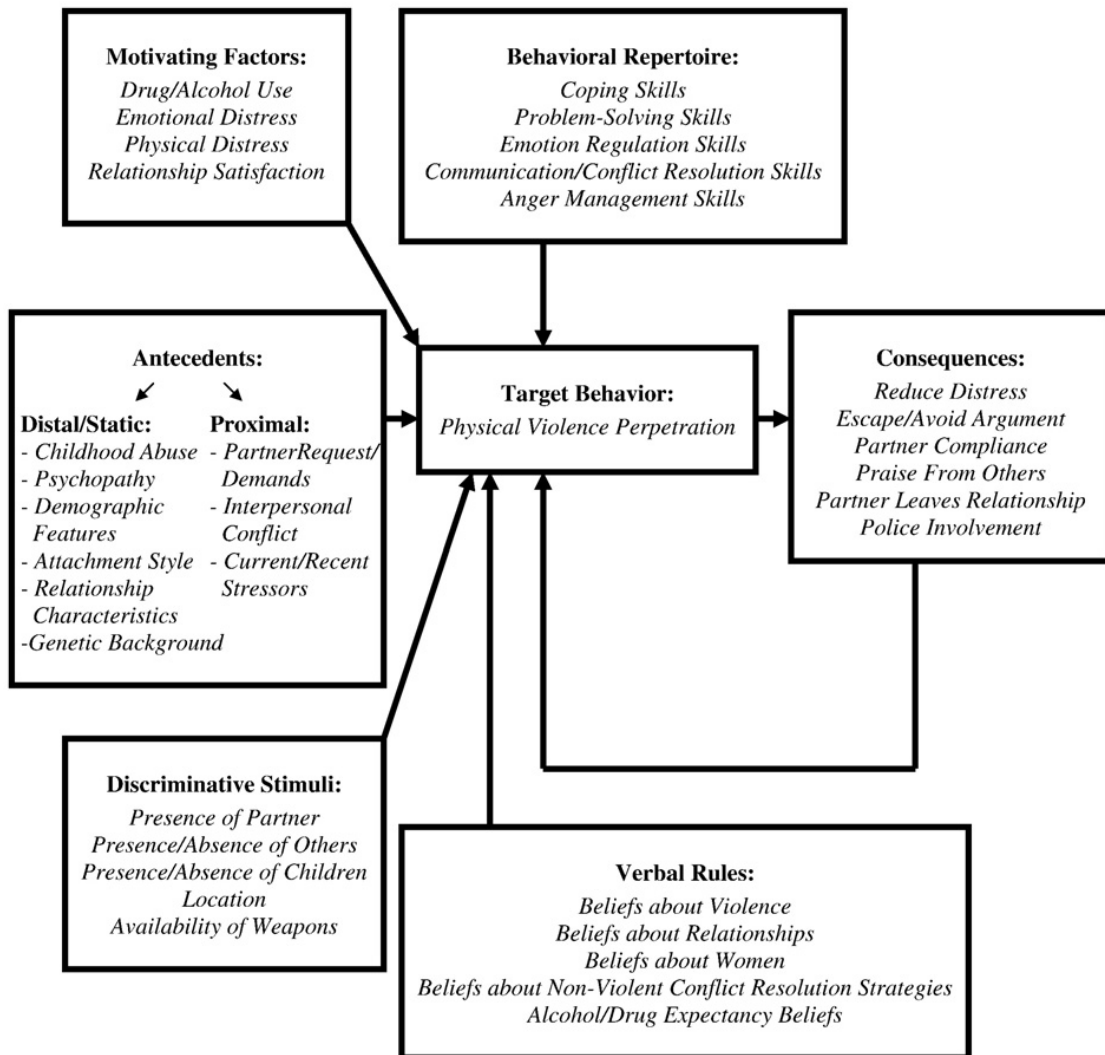 Motivating Factors:
Drug/Alcohol Use
Emotional Distress
Physical Distress
Relationship Satisfaction
Behavioral Repertoire:
Coping Skills
Problem-Solving Skills
Emotion Regulation Skills
Communication/Conflict Resolution Skills
Anger Management Skills
Antecedents:
Distal/Static:
- Childhood Abuse
- Psychopathy
- Demographic
Features
- Attachment Style
- Relationship
Characteristics
-Genetic Background
Proximal:
- PartnerRequest/
Demands
- Interpersonal
Conflict
- Current/Recent
Stressors
Target Behavior:
Physical Violence Perpetration
Consequences:
Reduce Distress
Escape/Avoid Argument
Partner Compliance
Praise From Others
Partner Leaves Relationship
Police Involvement
Discriminative Stimuli:
Presence of Partner
Presence/Absence of Others
Presence/Absence of Children
Location
Availability of Weapons
Verbal Rules:
Beliefs about Violence
Beliefs about Relationships
Beliefs about Women
Beliefs about Non-Violent Conflict Resolution Strategies
Alcohol/Drug Expectancy Beliefs